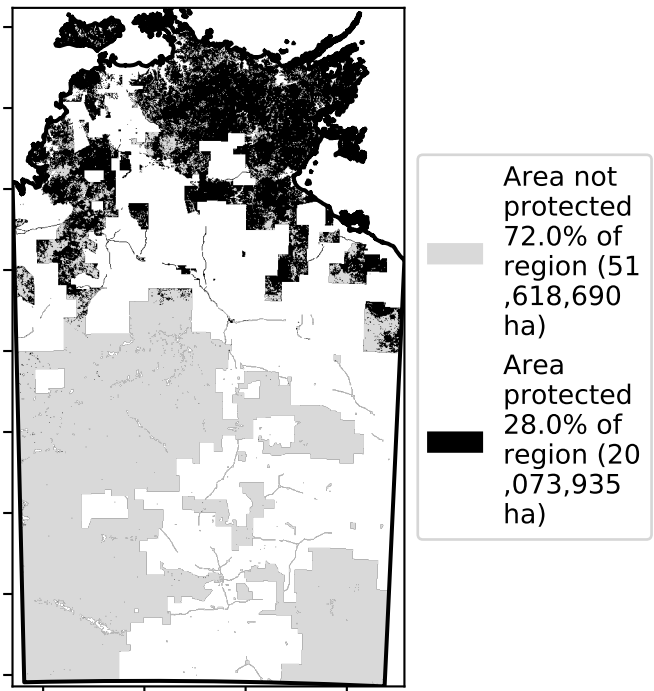 Area not
protected
72.0% of
region (51
,618,690
ha)
Area
protected
28.0% of
region (20
,073,935
ha)